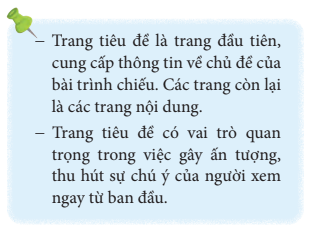 – Trang tiêu đề là trang đầu tiên,
cung cấp thông tin về chủ đề của
bài trình chiếu. Các trang còn lại
là các trang nội dung.
– Trang tiêu đề có vai trò quan
trọng trong việc gây ấn tượng,
thu hút sự chú ý của người xem
ngay từ ban đầu.